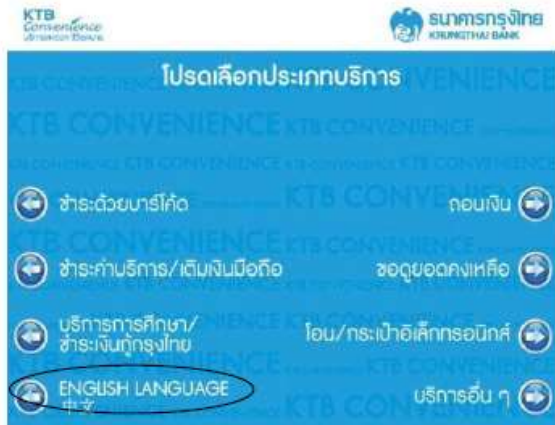 KTB
Convenience
ธนาคารกรุงไทย
KRUNGTHAI BANK
โปรดเลือกประเภทบริการ
ชำระด้วยบาร์โค้ด
ถอนเงิน
ชำระค่าบริการ/เติมเงินมือถือ
ขอดูยอดคงเหลือ
บริการการศึกษา/
ชำระเงินกู้กรุงไทย
โอน/กระเป๋าอิเล็กทรอนิกส์
ENGLISH LANGUAGE
中文
บริการอื่น ๆ